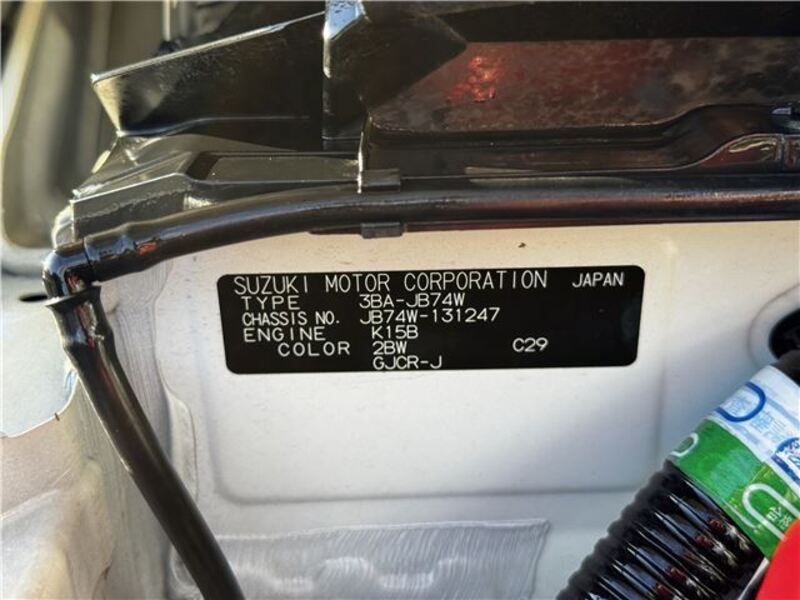 SUZUKI MOTOR CORPORATION JAPAN
TYPE 3BA-JB74W
CHASSIS NO. JB74W-131247
ENGINE K15B
COLOR 2BW C29
GJCR-J